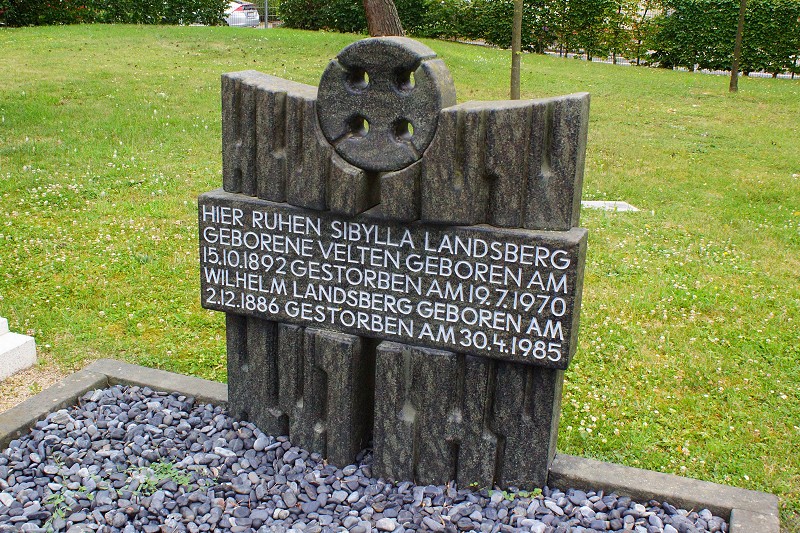 HIER RUHEN SIBYLLA LANDSBERG
GEBORENE VELTEN GEBOREN AM
15.10.1892 GESTORBEN AM 19.7.1970
WILHELM LANDSBERG GEBOREN AM
2.12.1886 GESTORBEN AM 30.4.1985